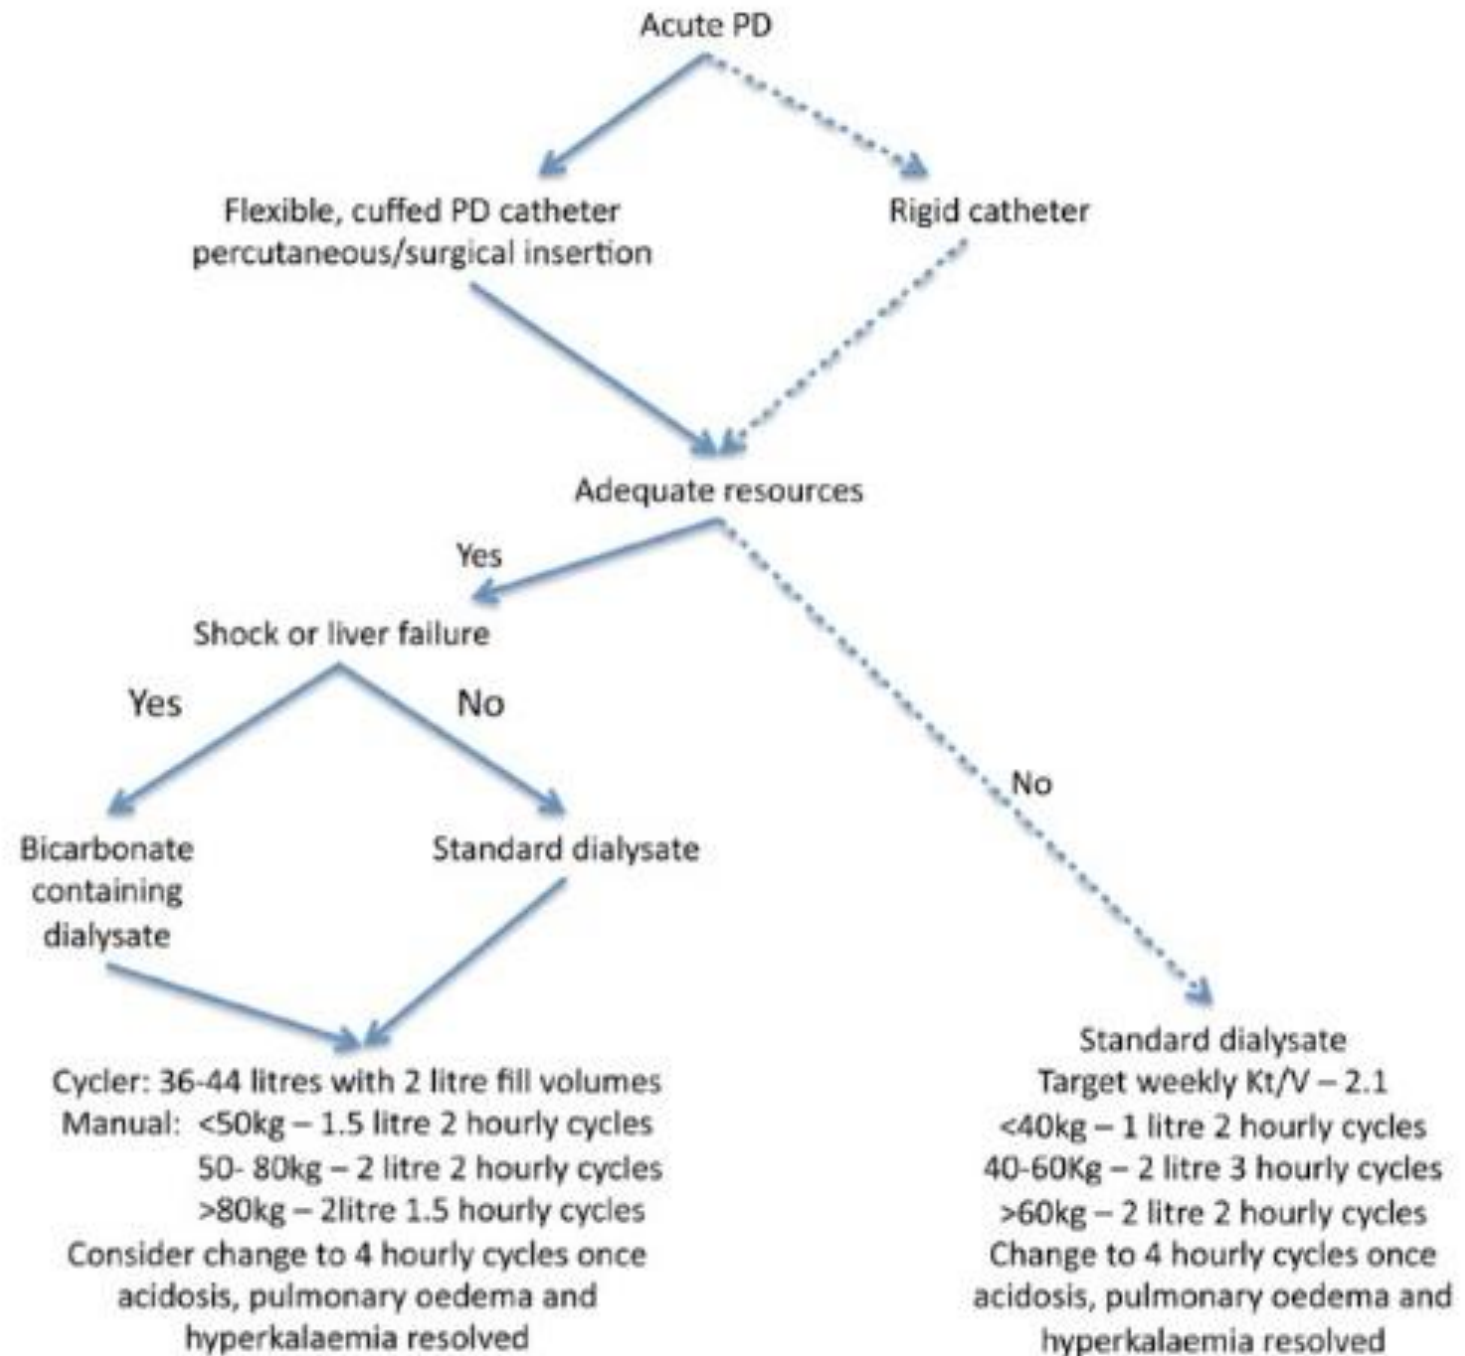 Acute PD
Flexible, cuffed PD catheter
percutaneous/surgical insertion
Rigid catheter
Adequate resources
Yes
Shock or liver failure
Yes
No
No
Bicarbonate
containing
dialysate
Standard dialysate
Cycler: 36-44 litres with 2 litre fill volumes
Manual: <50kg – 1.5 litre 2 hourly cycles
50- 80kg – 2 litre 2 hourly cycles
>80kg – 2litre 1.5 hourly cycles
Consider change to 4 hourly cycles once
acidosis, pulmonary oedema and
hyperkalaemia resolved
Standard dialysate
Target weekly Kt/V – 2.1
<40kg – 1 litre 2 hourly cycles
40-60Kg – 2 litre 3 hourly cycles
>60kg – 2 litre 2 hourly cycles
Change to 4 hourly cycles once
acidosis, pulmonary oedema and
hyperkalaemia resolved